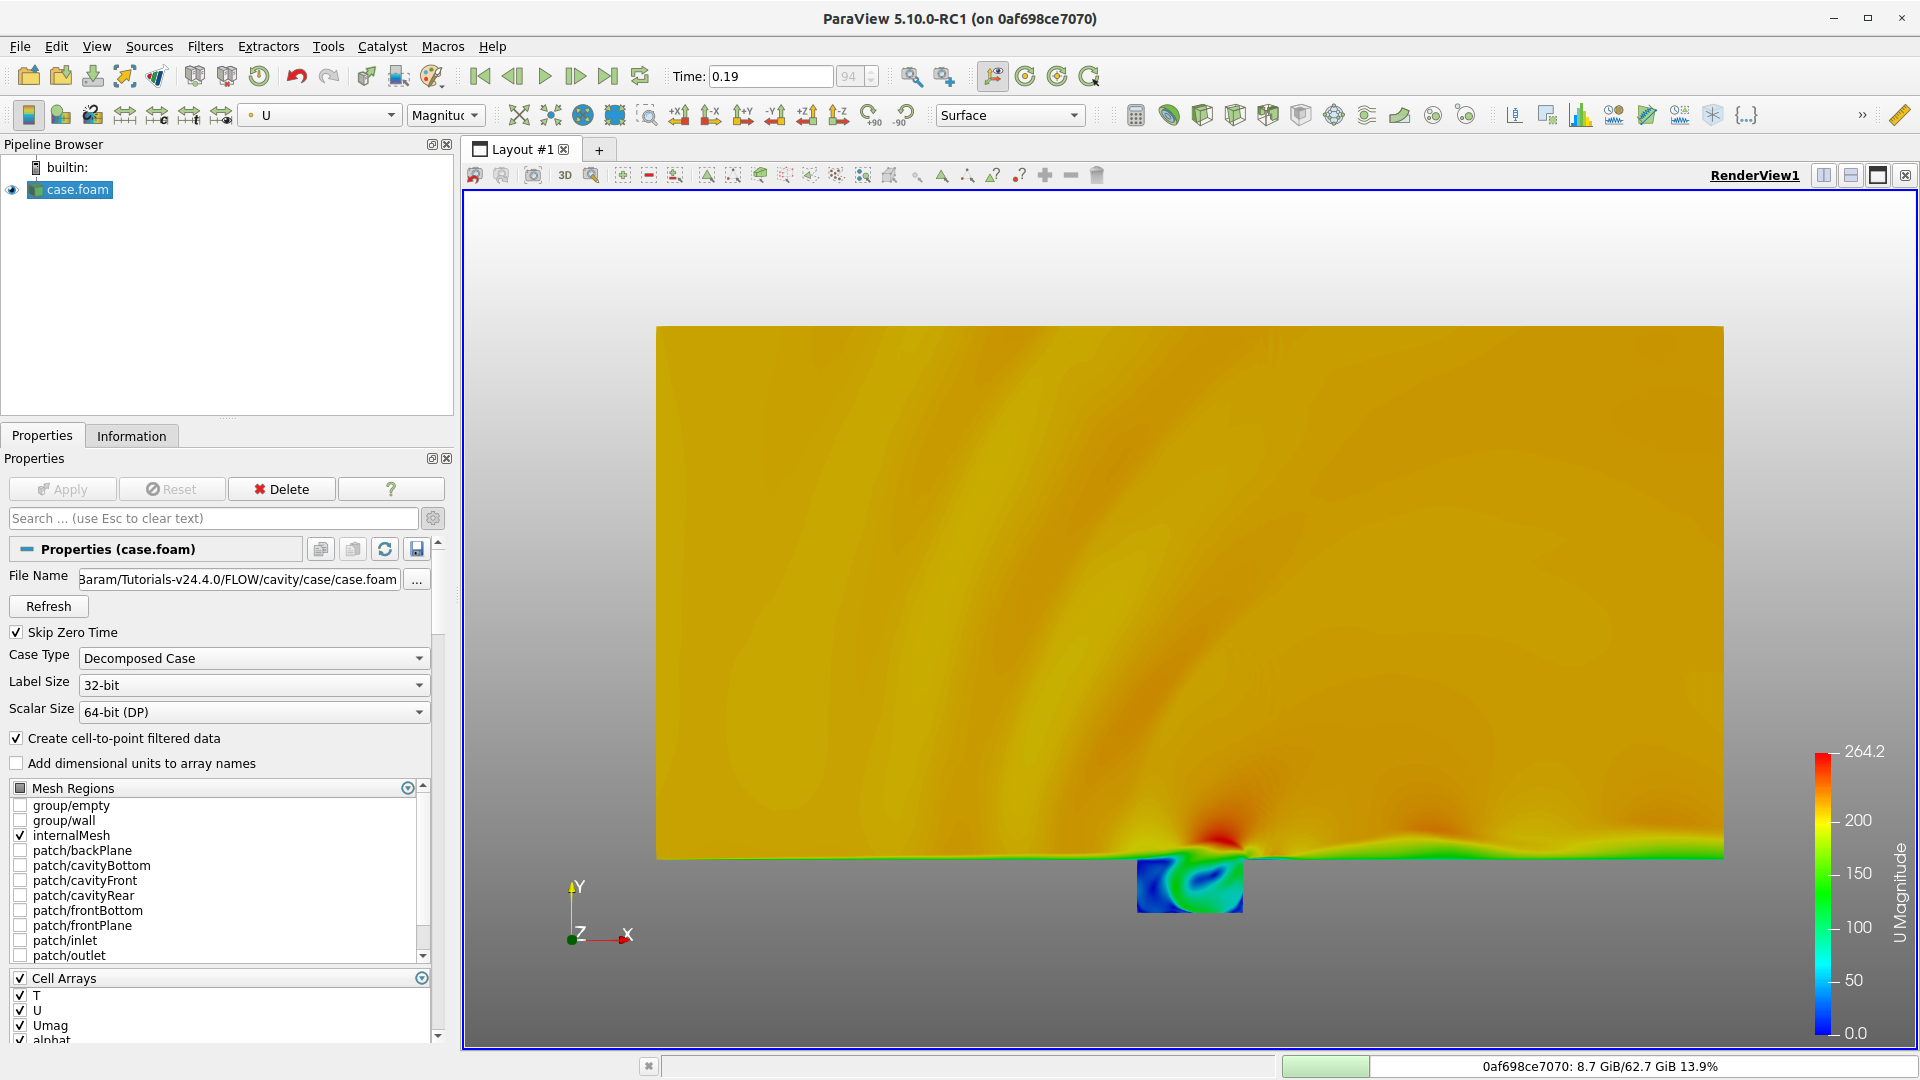 ParaView 5.10.0-RC1 (on 0af698ce7070)
File Edit View Sources Filters Extractors Tools Catalyst Macros Help
Time: 0.19 94
U Magnitud +X -X +Y -Y +Z -Z +90 -90 Surface
Pipeline Browser
builtin:
case.foam
Layout #1 +
3D RenderView1
Properties Information
Properties
Apply Reset Delete ?
Search ... (use Esc to clear text)
Properties (case.foam)
File Name Baram/Tutorials-v24.4.0/FLOW/cavity/case/case.foam ...
Refresh
Skip Zero Time
Case Type Decomposed Case
Label Size 32-bit
Scalar Size 64-bit (DP)
Create cell-to-point filtered data
Add dimensional units to array names
Mesh Regions
group/empty
group/wall
internalMesh
patch/backPlane
patch/cavityBottom
patch/cavityFront
patch/cavityRear
patch/frontBottom
patch/frontPlane
patch/inlet
patch/outlet
Cell Arrays
T
U
Umag
alphat
Y
Z X
264.2
200
150
100
50
0.0
U Magnitude
0af698ce7070: 8.7 GiB/62.7 GiB 13.9%